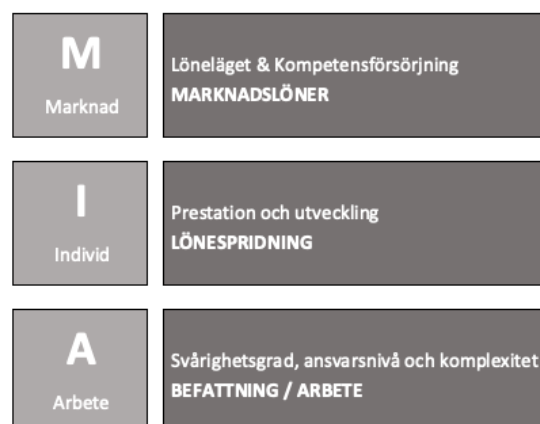 M
Marknad
Löneläget & Kompetensförsörjning
MARKNADSLÖNER
I
Individ
Prestation och utveckling
LÖNESPRIDNING
A
Arbete
Svårighetsgrad, ansvarsnivå och komplexitet
BEFATTNING / ARBETE